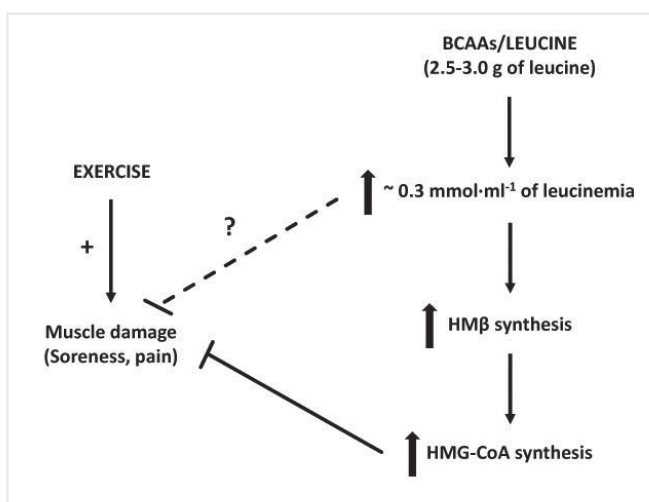 BCAAs/LEUCINE
(2.5-3.0 g of leucine)
EXERCISE
~ 0.3 mmol·ml⁻¹ of leucinemia
?
+
HMβ synthesis
Muscle damage
(Soreness, pain)
HMG-CoA synthesis